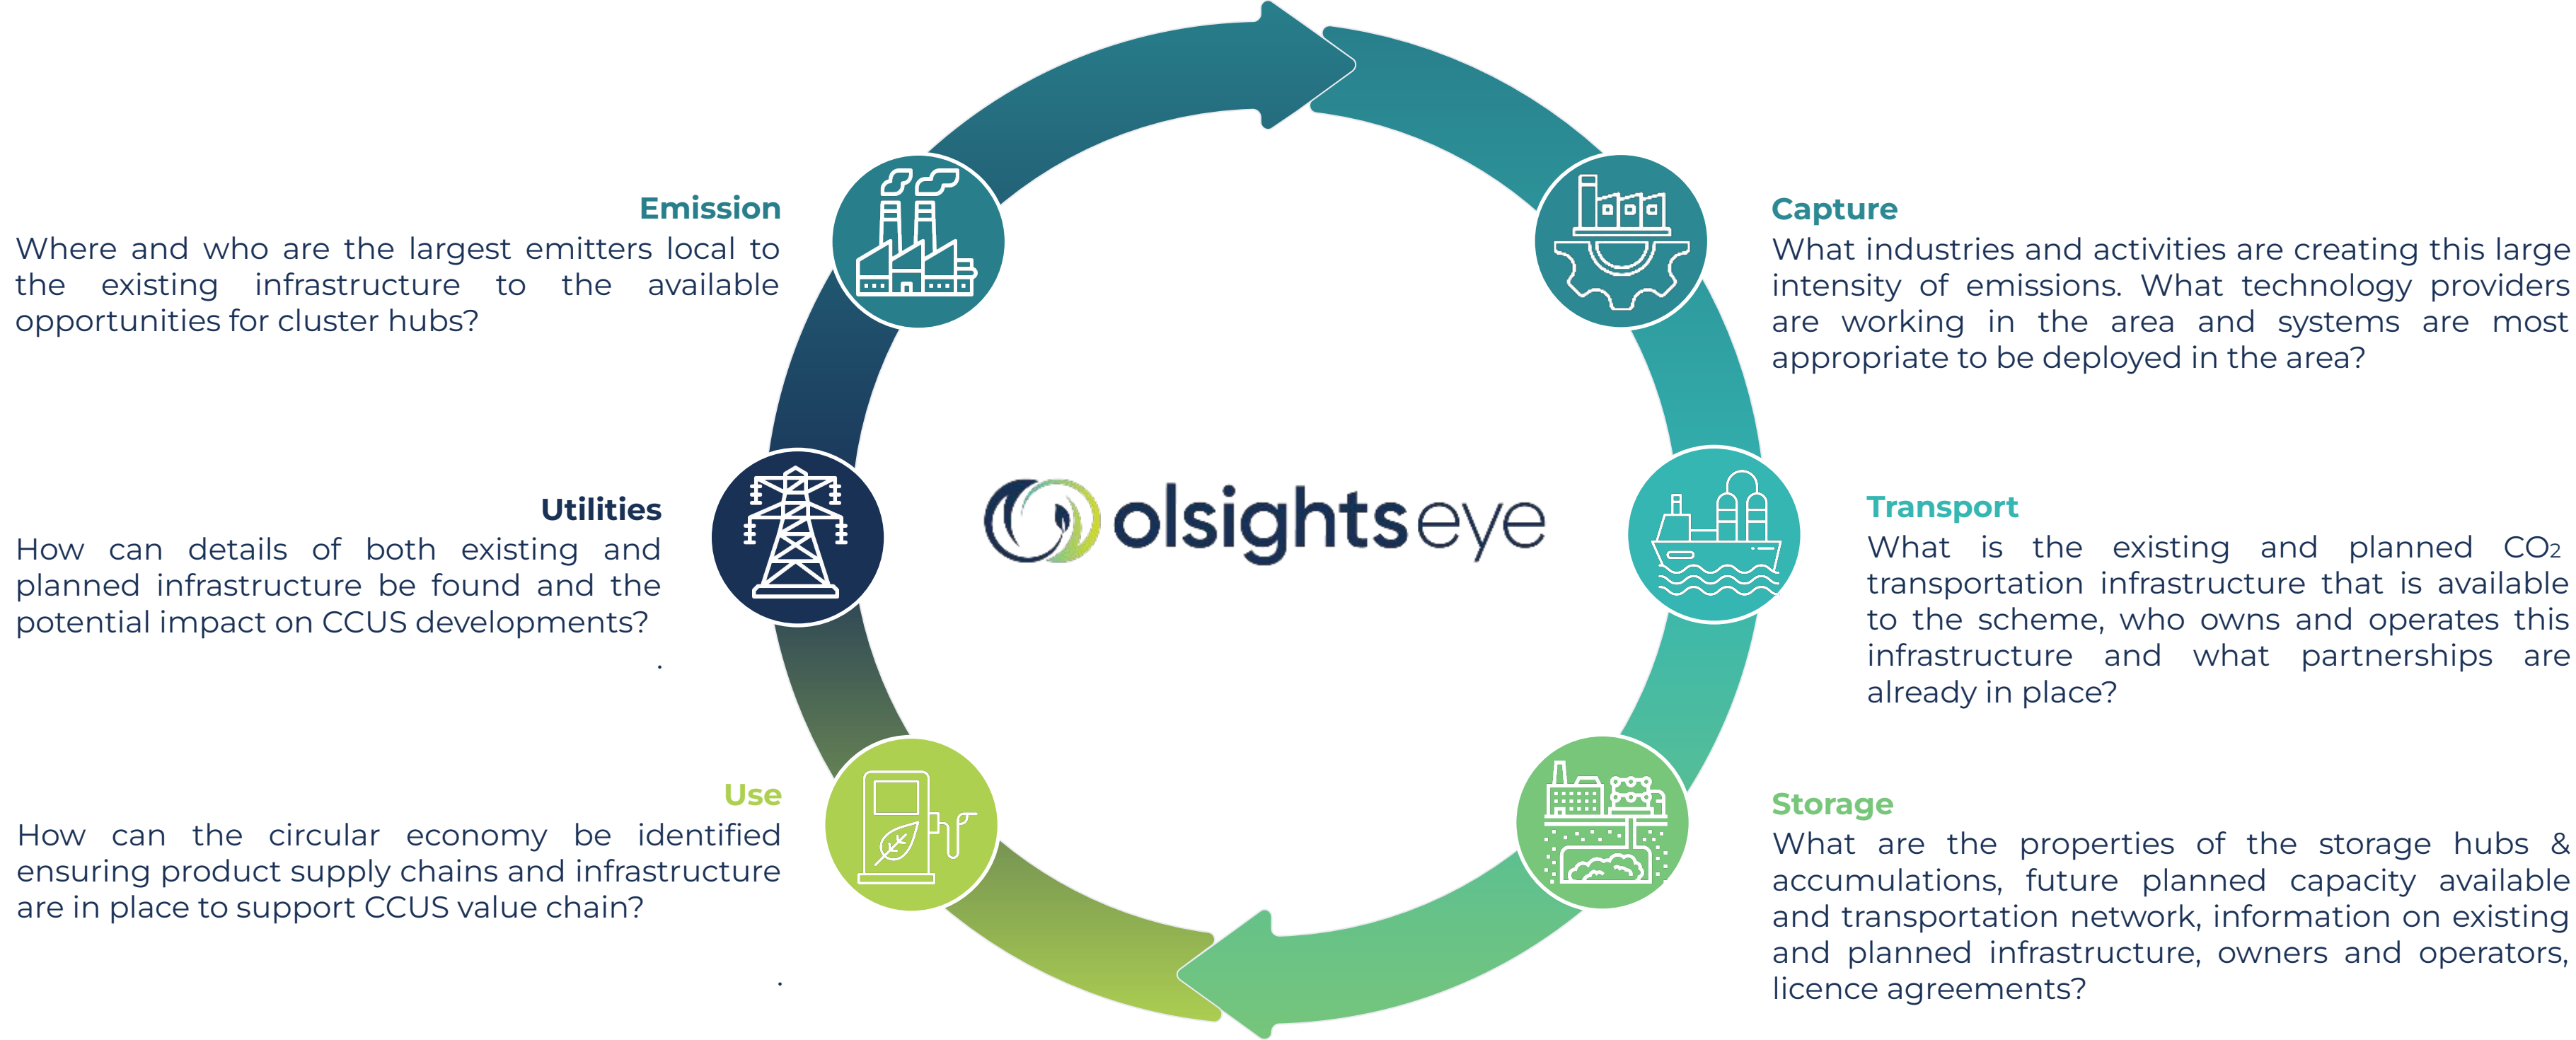 Emission
Where and who are the largest emitters local to
the existing infrastructure to the available
opportunities for cluster hubs?
Capture
What industries and activities are creating this large
intensity of emissions. What technology providers
are working in the area and systems are most
appropriate to be deployed in the area?
Utilities
How can details of both existing and
planned infrastructure be found and the
potential impact on CCUS developments?
.
olsightseye
Transport
What is the existing and planned CO₂
transportation infrastructure that is available
to the scheme, who owns and operates this
infrastructure and what partnerships are
already in place?
Use
How can the circular economy be identified
ensuring product supply chains and infrastructure
are in place to support CCUS value chain?
.
Storage
What are the properties of the storage hubs &
accumulations, future planned capacity available
and transportation network, information on existing
and planned infrastructure, owners and operators,
licence agreements?